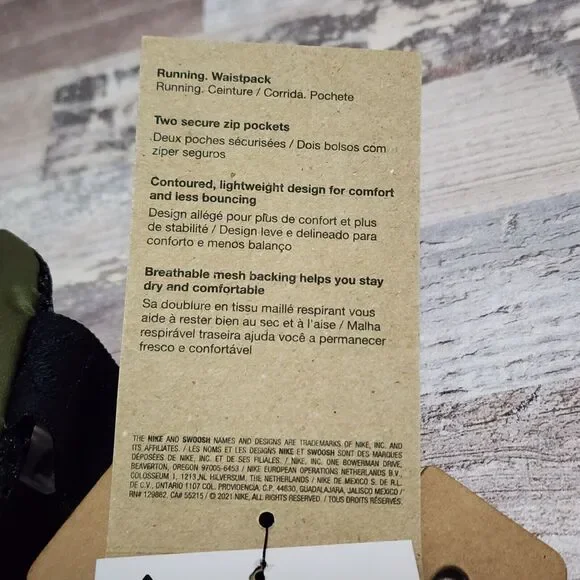 Running. Waistpack
Running. Ceinture / Corrida. Pochete
Two secure zip pockets
Deux poches sécurisées / Dois bolsos com
ziper seguros
Contoured, lightweight design for comfort
and less bouncing
Design allégé pour plus de confort et plus
de stabilité / Design leve e delineado para
conforto e menos balanço
Breathable mesh backing helps you stay
dry and comfortable
Sa doublure en tissu maillé respirant vous
aide à rester bien au sec et à l'aise / Malha
respirável traseira ajuda você a permanecer
fresco e confortável
THE NIKE AND SWOOSH NAMES AND DESIGNS ARE TRADEMARKS OF NIKE, INC. AND
ITS AFFILIATES. / LES NOMS ET LES DESIGNS NIKE ET SWOOSH SONT DES MARQUES
DÉPOSÉES DE NIKE, INC. ET DE SES FILIALES. / NIKE, INC. ONE BOWERMAN DRIVE,
BEAVERTON, OREGON 97005-6453 / NIKE EUROPEAN OPERATIONS NETHERLANDS B.V.,
COLOSSEUM 1, 1213 NL HILVERSUM, THE NETHERLANDS / NIKE DE MEXICO S. DE R.L.
DE C.V., ONTARIO 1107 COL. PROVIDENCIA, C.P. 44630, GUADALAJARA, JALISCO MEXICO /
RN# 129882, CA# 55215 / © 2021 NIKE, ALL RIGHTS RESERVED. / TOUS DROITS RÉSERVÉS.